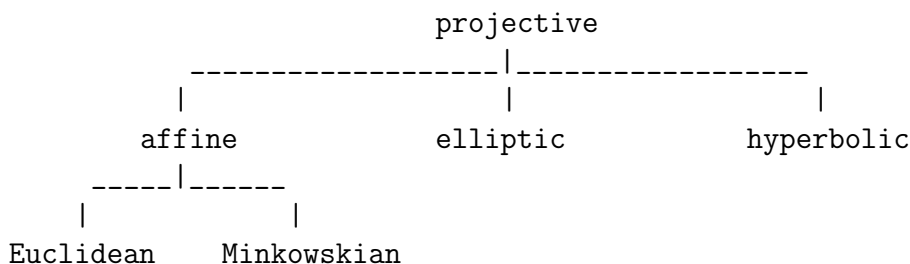 projective
affine elliptic hyperbolic
Euclidean Minkowskian